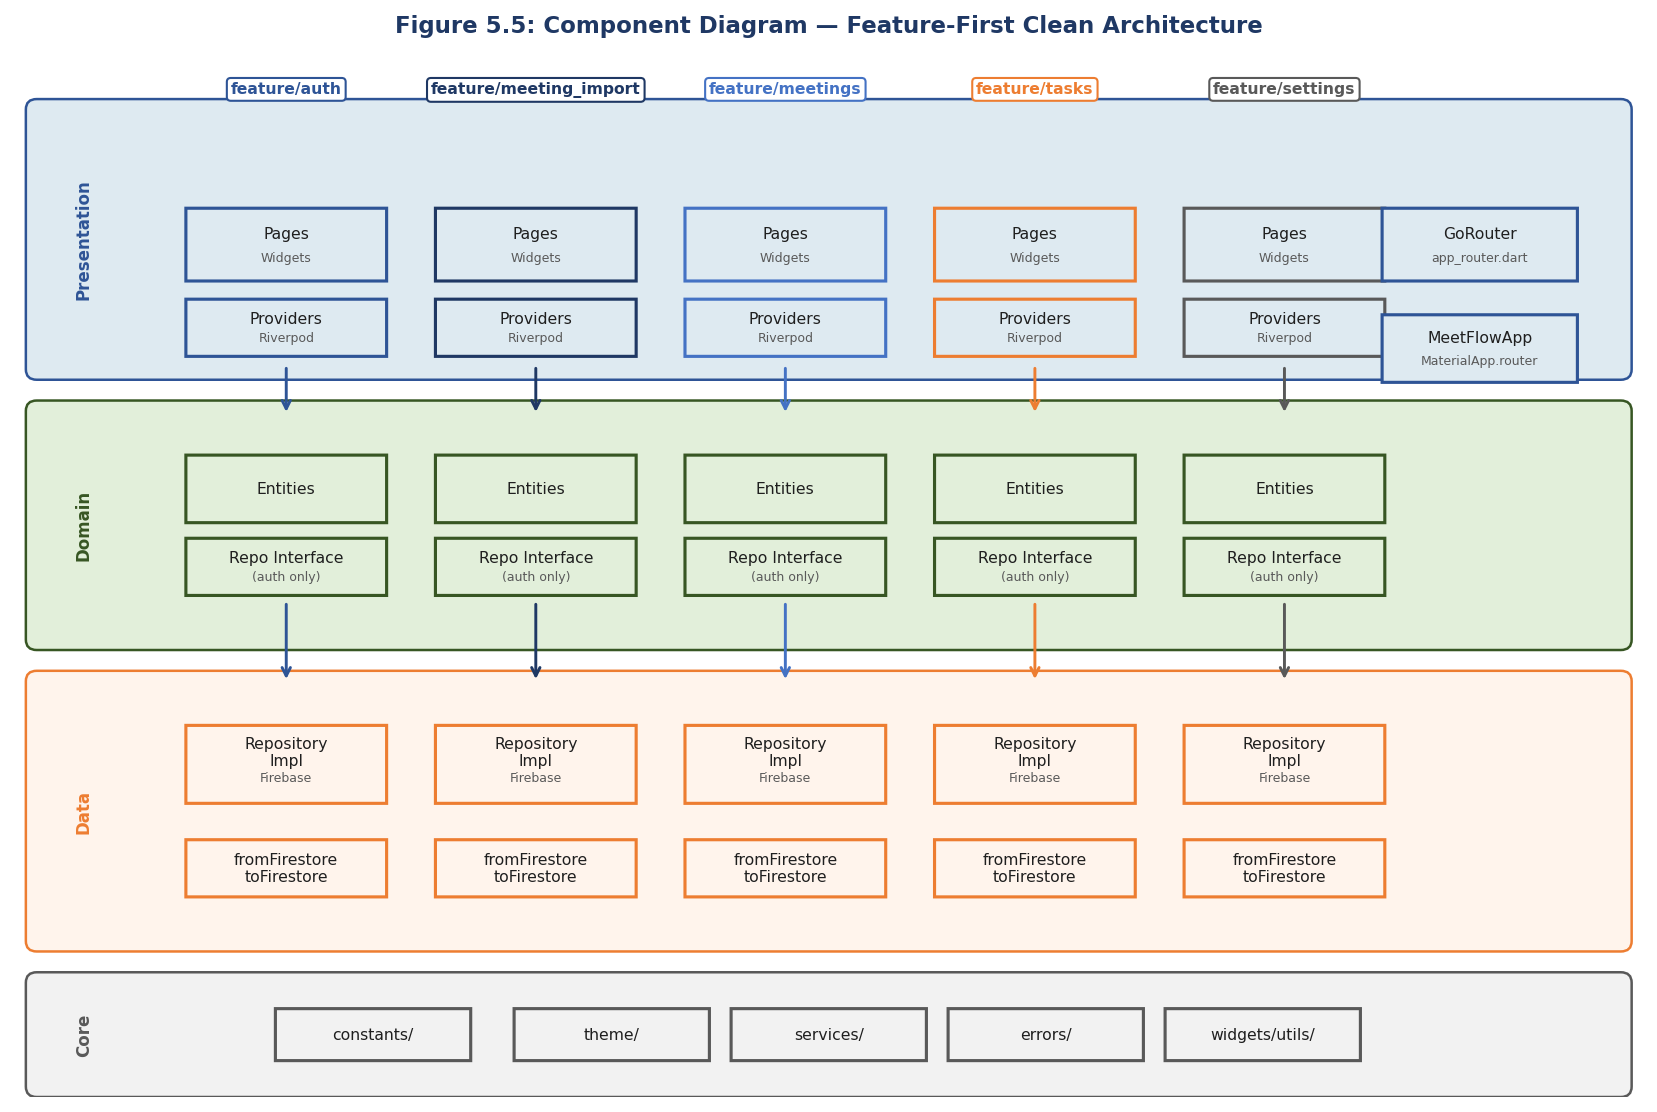 Figure 5.5: Component Diagram — Feature-First Clean Architecture
feature/auth
feature/meeting_import
feature/meetings
feature/tasks
feature/settings
Presentation
Pages
Widgets
Pages
Widgets
Pages
Widgets
Pages
Widgets
Pages
Widgets
GoRouter
app_router.dart
Providers
Riverpod
Providers
Riverpod
Providers
Riverpod
Providers
Riverpod
Providers
Riverpod
MeetFlowApp
MaterialApp.router
Domain
Entities
Entities
Entities
Entities
Entities
Repo Interface
(auth only)
Repo Interface
(auth only)
Repo Interface
(auth only)
Repo Interface
(auth only)
Repo Interface
(auth only)
Data
Repository
Impl
Firebase
Repository
Impl
Firebase
Repository
Impl
Firebase
Repository
Impl
Firebase
Repository
Impl
Firebase
fromFirestore
toFirestore
fromFirestore
toFirestore
fromFirestore
toFirestore
fromFirestore
toFirestore
fromFirestore
toFirestore
Core
constants/
theme/
services/
errors/
widgets/utils/